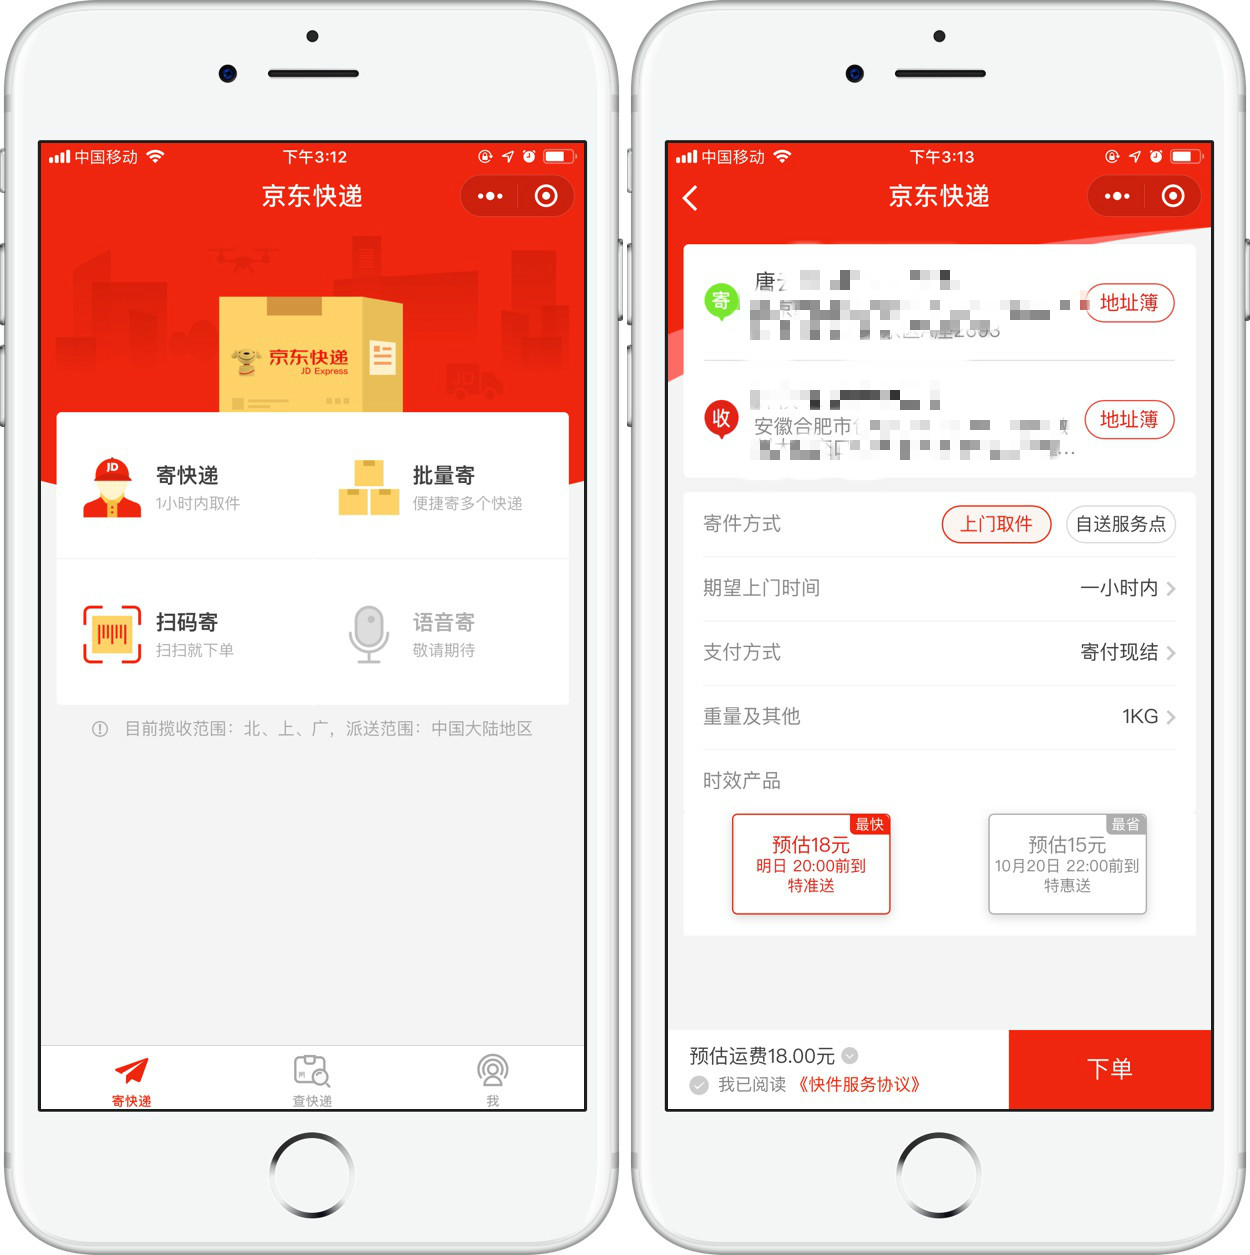 中国移动
下午3:12
京东快递
京东快递
JD Express
JD
JD
寄快递
1小时内取件
批量寄
便捷寄多个快递
扫码寄
扫扫就下单
语音寄
敬请期待
目前揽收范围：北、上、广，派送范围：中国大陆地区
寄快递
查快递
我
中国移动
下午3:13
京东快递
寄
唐
地址簿
收
安徽合肥市
地址簿
寄件方式
上门取件
自送服务点
期望上门时间
一小时内
支付方式
寄付现结
重量及其他
1KG
时效产品
最快
预估18元
明日 20:00前到
特准送
最省
预估15元
10月20日 22:00前到
特惠送
预估运费18.00元
我已阅读 《快件服务协议》
下单